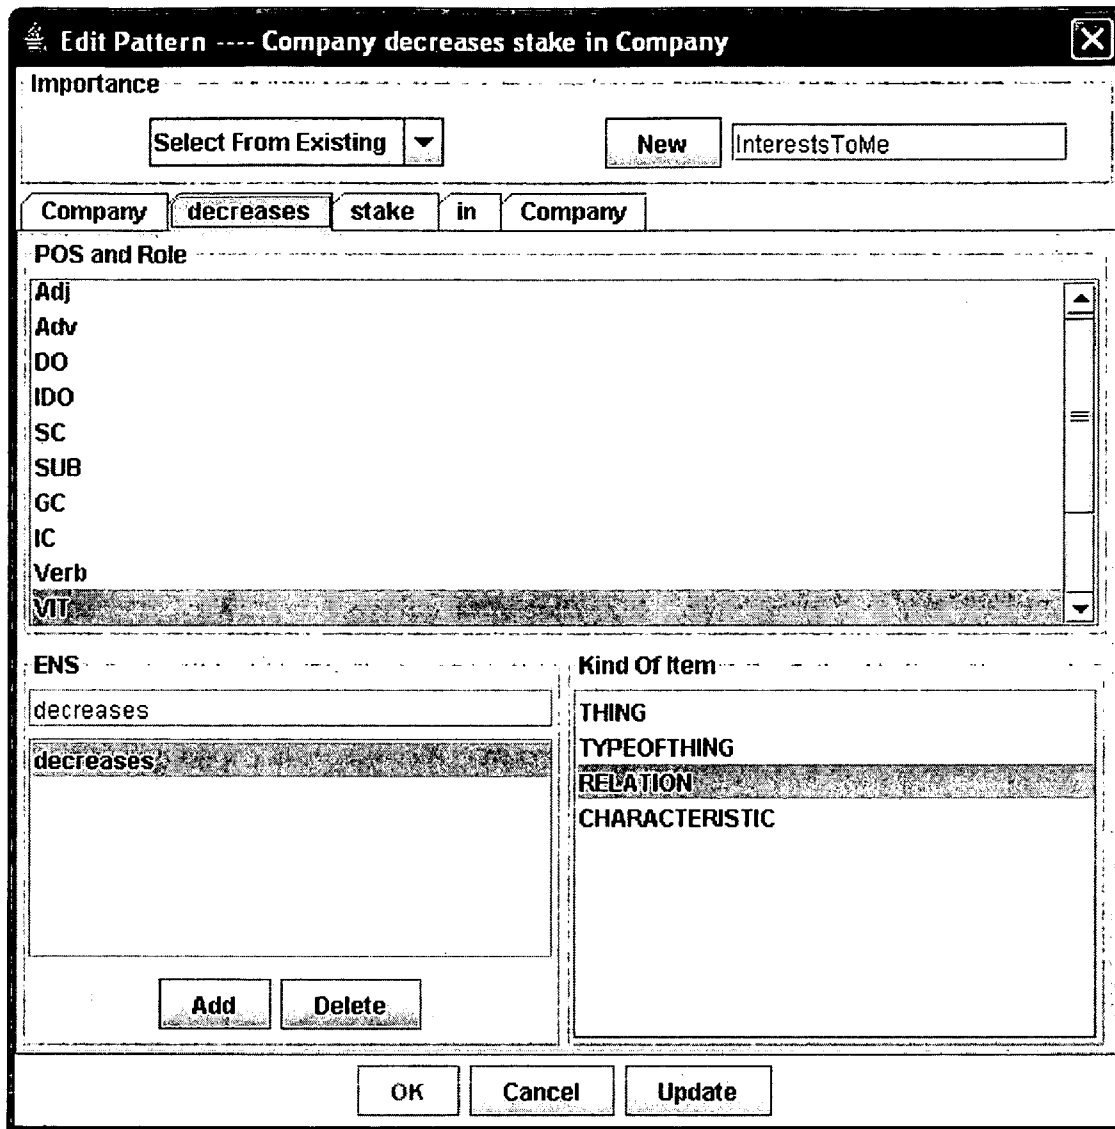 Edit Pattern ---- Company decreases stake in Company
Importance
Select From Existing New InterestsToMe
Company decreases stake in Company
POS and Role
Adj
Adv
DO
IDO
SC
SUB
GC
IC
Verb
VIT
ENS
decreases
decreases
Add Delete
Kind Of Item
THING
TYPEOFTHING
RELATION
CHARACTERISTIC
OK Cancel Update